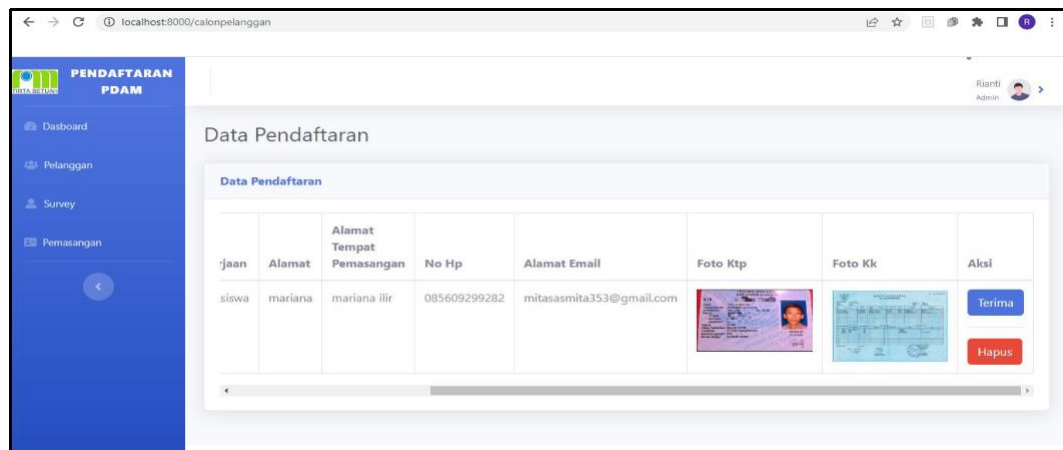 localhost:8000/calonpelanggan
R
PENDAFTARAN
PDAM
Rianti
Admin
Dasboard
Pelanggan
Survey
Pemasangan
Data Pendaftaran
Data Pendaftaran
rjaan
Alamat
Alamat
Tempat
Pemasangan
No Hp
Alamat Email
Foto Ktp
Foto Kk
Aksi
siswa
mariana
mariana ilir
085609299282
mitasasmita353@gmail.com
Terima
Hapus